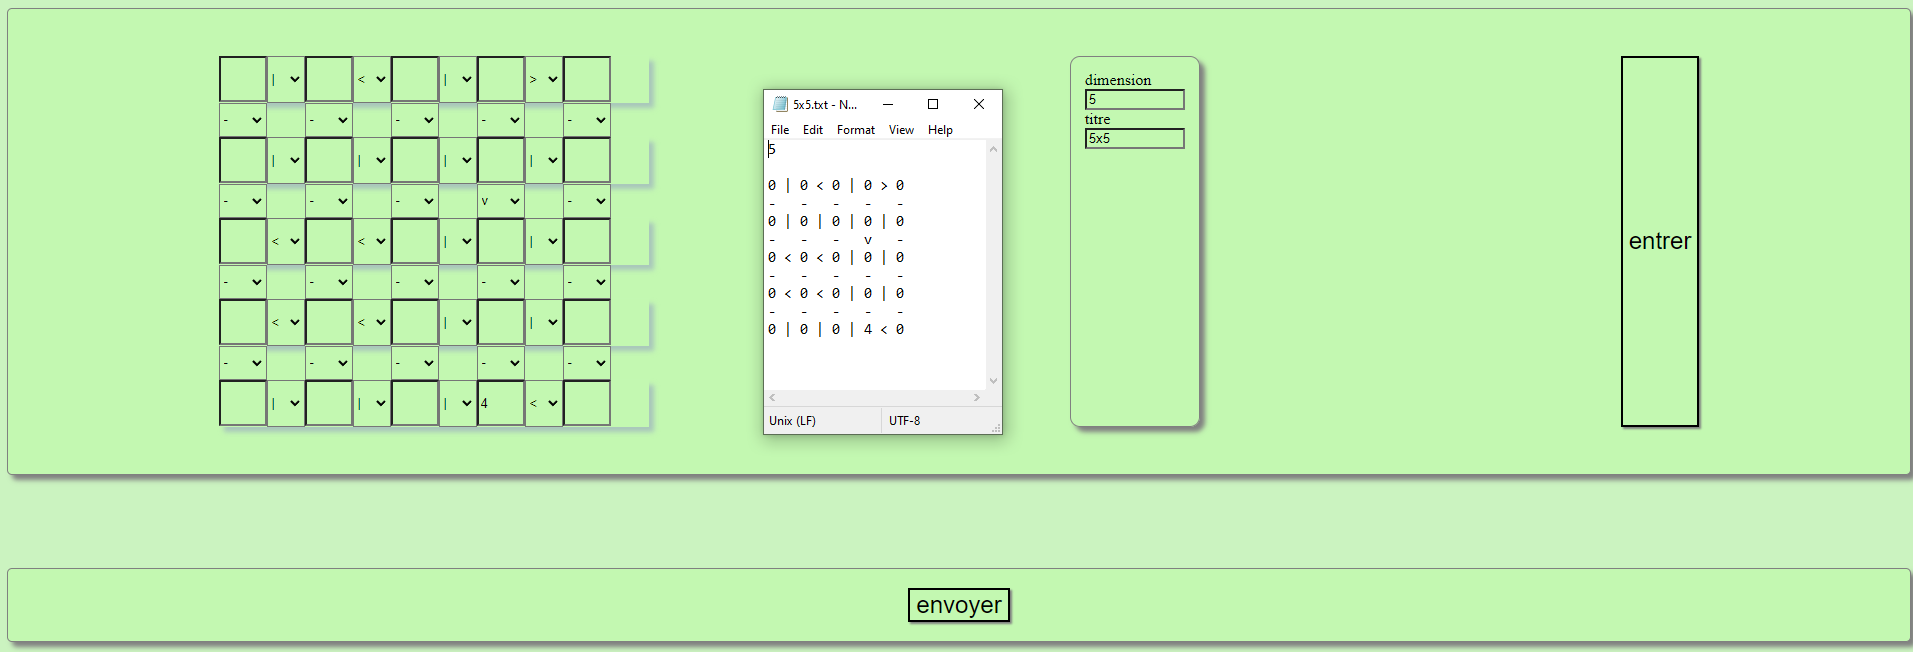 | < | >
- - - - -
| | | |
- - - v -
< < | |
- - - - -
< < | |
- - - - -
| | | 4 <
5x5.txt - N...
File Edit Format View Help
5
0 | 0 < 0 | 0 > 0
- - - - -
0 | 0 | 0 | 0 | 0
- - - v -
0 < 0 < 0 | 0 | 0
- - - - -
0 < 0 < 0 | 0 | 0
- - - - -
0 | 0 | 0 | 4 < 0
Unix (LF) UTF-8
dimension
5
titre
5x5
entrer
envoyer